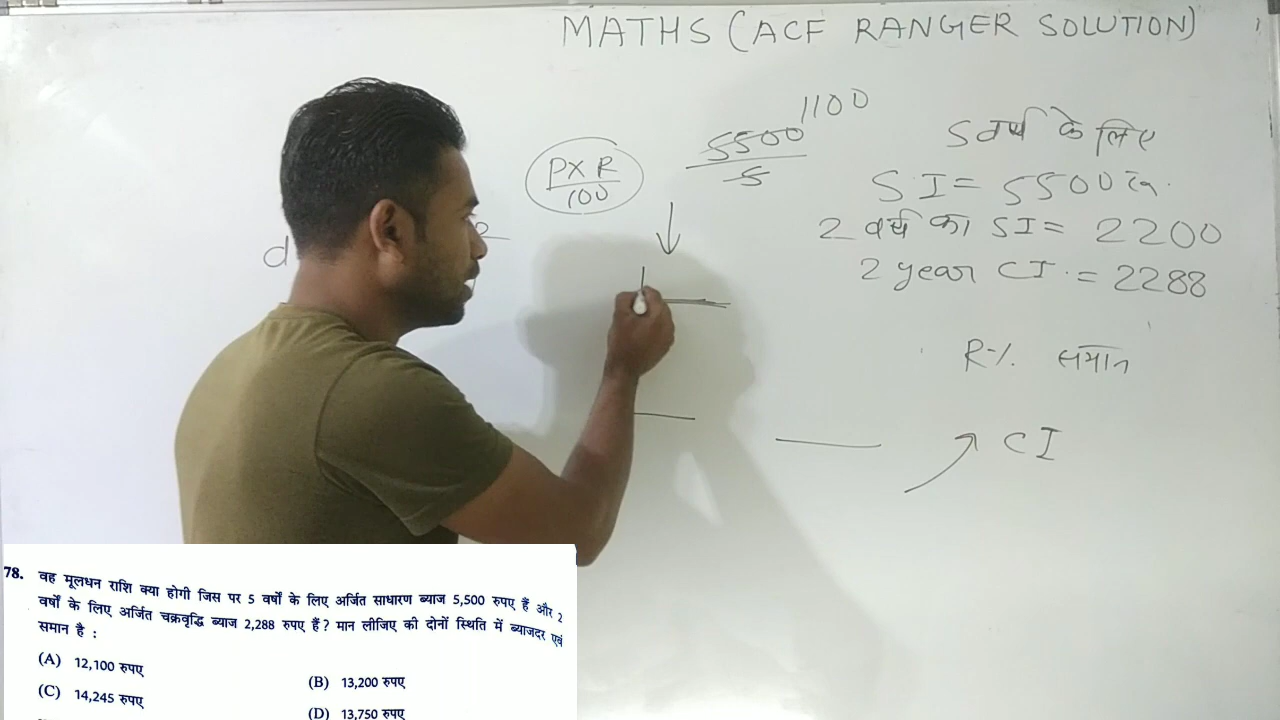 MATHS (ACF RANGER SOLUTION)
1100
5500
5
P X R
100
5 वर्ष के लिए
S.I = 5500 रु.
2 वर्ष का SI = 2200
2 year CI. = 2288
R% समान
CI
d
2
78. वह मूलधन राशि क्या होगी जिस पर 5 वर्षों के लिए अर्जित साधारण ब्याज 5,500 रुपए हैं और 2
वर्षों के लिए अर्जित चक्रवृद्धि ब्याज 2,288 रुपए हैं? मान लीजिए की दोनों स्थिति में ब्याजदर एवं
समान है :
(A) 12,100 रुपए
(B) 13,200 रुपए
(C) 14,245 रुपए
(D) 13,750 रुपए